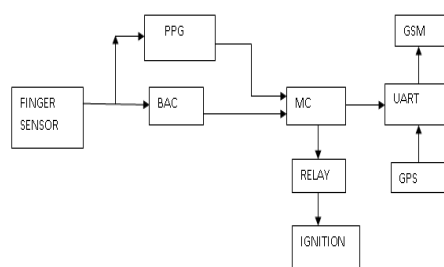 PPG
GSM
FINGER
SENSOR
BAC
MC
UART
RELAY
GPS
IGNITION